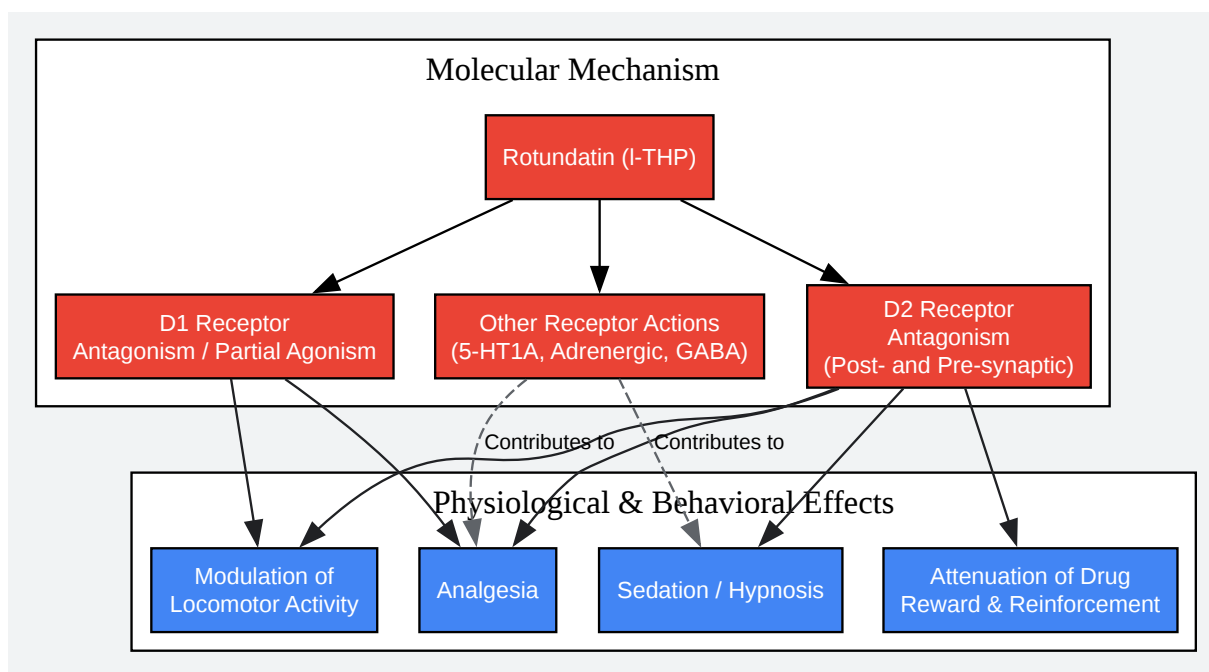 Molecular Mechanism
Rotundatin (l-THP)
D1 Receptor
Antagonism / Partial Agonism
Other Receptor Actions
(5-HT1A, Adrenergic, GABA)
D2 Receptor
Antagonism
(Post- and Pre-synaptic)
Contributes to
Contributes to
Physiological & Behavioral Effects
Modulation of
Locomotor Activity
Analgesia
Sedation / Hypnosis
Attenuation of Drug
Reward & Reinforcement